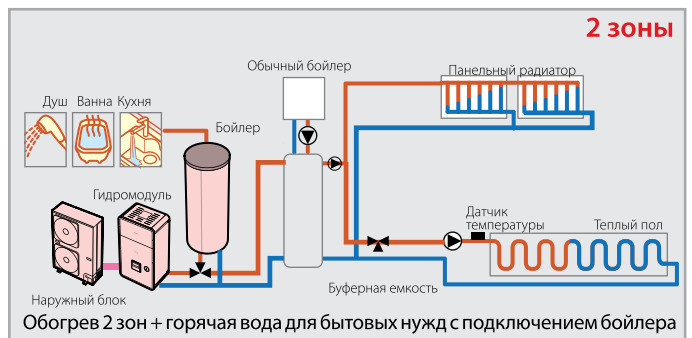 2 зоны
Обычный бойлер
Панельный радиатор
Душ Ванна Кухня
Бойлер
Гидромодуль
Датчик
температуры
Теплый пол
Наружный блок
Буферная емкость
Обогрев 2 зон + горячая вода для бытовых нужд с подключением бойлера